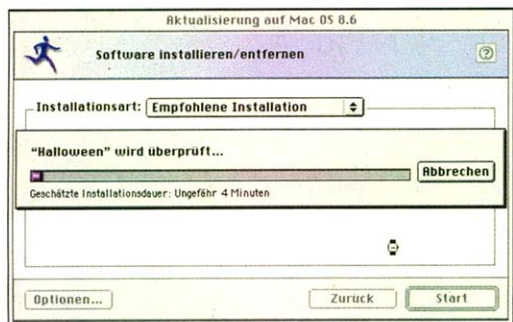 Aktualisierung auf Mac OS 8.6
Software installieren/entfernen
?
Installationsart: Empfohlene Installation
“Halloween” wird überprüft...
Abbrechen
Geschätzte Installationsdauer: Ungefähr 4 Minuten
Optionen...
Zurück
Start